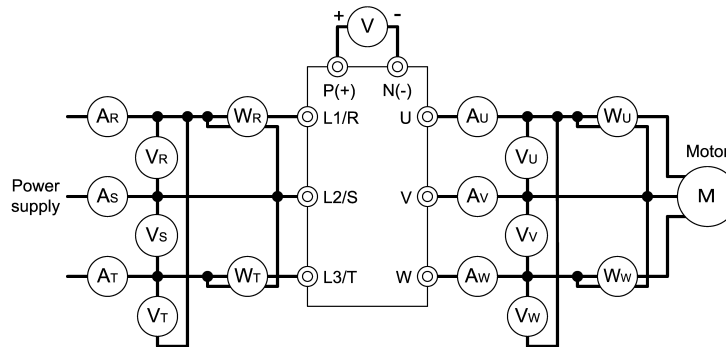 + V -
P(+) N(-)
AR WR L1/R U AU WU
VR VU Motor
Power supply
AS L2/S V AV M
VS VV
AT WT L3/T W AW WW
VT VW